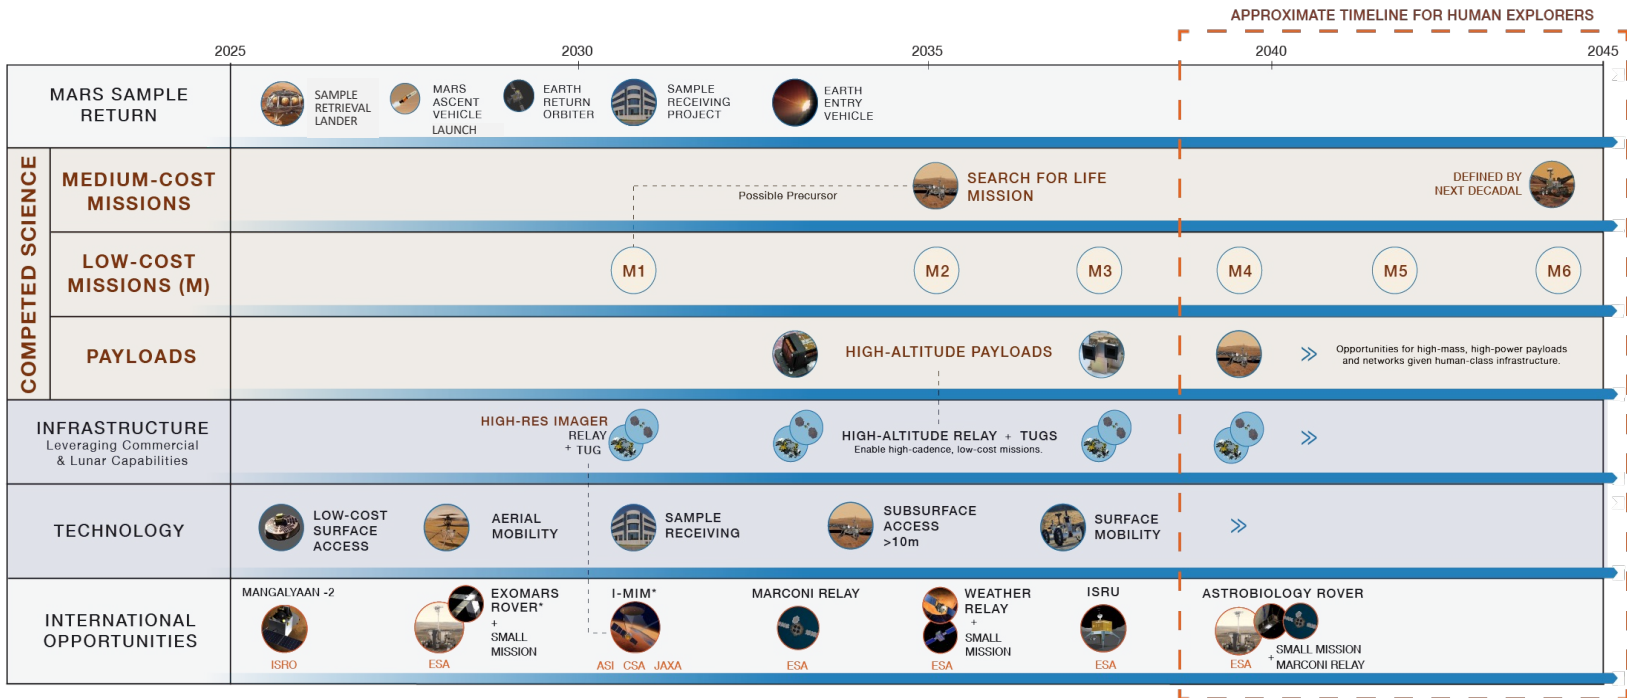 APPROXIMATE TIMELINE FOR HUMAN EXPLORERS
2025
2030
2035
2040
2045
MARS SAMPLE
RETURN
SAMPLE
RETRIEVAL
LANDER
MARS
ASCENT
VEHICLE
LAUNCH
EARTH
RETURN
ORBITER
SAMPLE
RECEIVING
PROJECT
EARTH
ENTRY
VEHICLE
COMPETED SCIENCE
MEDIUM-COST
MISSIONS
Possible Precursor
SEARCH FOR LIFE
MISSION
DEFINED BY
NEXT DECADAL
LOW-COST
MISSIONS (M)
M1
M2
M3
M4
M5
M6
PAYLOADS
HIGH-ALTITUDE PAYLOADS
Opportunities for high-mass, high-power payloads
and networks given human-class infrastructure.
INFRASTRUCTURE
Leveraging Commercial
& Lunar Capabilities
HIGH-RES IMAGER
RELAY
+ TUG
HIGH-ALTITUDE RELAY + TUGS
Enable high-cadence, low-cost missions.
TECHNOLOGY
LOW-COST
SURFACE
ACCESS
AERIAL
MOBILITY
SAMPLE
RECEIVING
SUBSURFACE
ACCESS
>10m
SURFACE
MOBILITY
INTERNATIONAL
OPPORTUNITIES
MANGALYAAN -2
ISRO
EXOMARS
ROVER*
+
SMALL
MISSION
ESA
I-MIM*
ASI CSA JAXA
MARCONI RELAY
ESA
WEATHER
RELAY
+
SMALL
MISSION
ESA
ISRU
ESA
ASTROBIOLOGY ROVER
ESA
+ SMALL MISSION
MARCONI RELAY